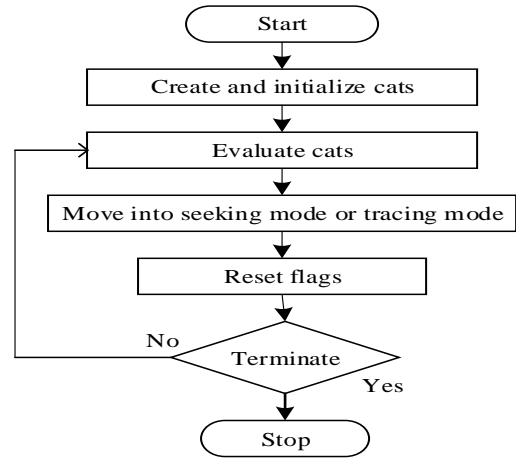 Start
Create and initialize cats
Evaluate cats
Move into seeking mode or tracing mode
Reset flags
No
Terminate
Yes
Stop